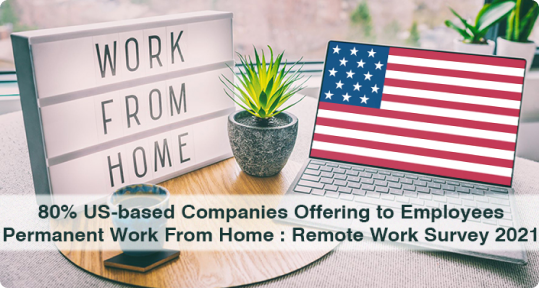 WORK
FROM
HOME
80% US-based Companies Offering to Employees
Permanent Work From Home : Remote Work Survey 2021